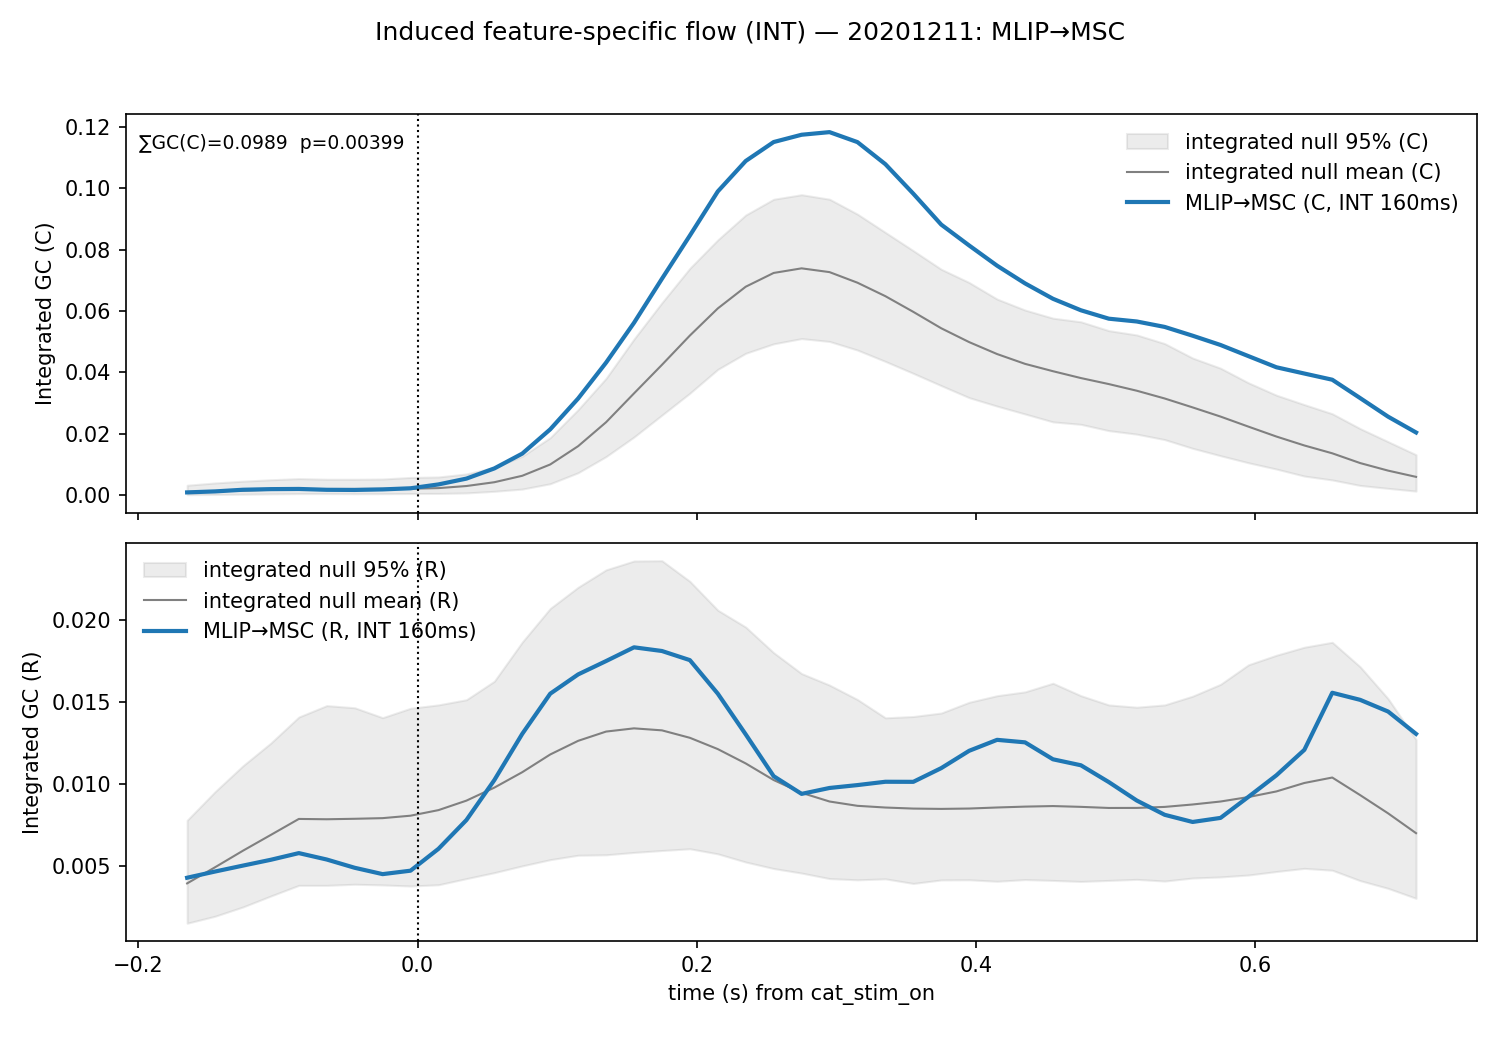 Induced feature-specific flow (INT) — 20201211: MLIP→MSC
∑GC(C)=0.0989  p=0.00399
integrated null 95% (C)
integrated null mean (C)
MLIP→MSC (C, INT 160ms)
Integrated GC (C)
0.12
0.10
0.08
0.06
0.04
0.02
0.00
integrated null 95% (R)
integrated null mean (R)
MLIP→MSC (R, INT 160ms)
Integrated GC (R)
0.020
0.015
0.010
0.005
−0.2 0.0 0.2 0.4 0.6
time (s) from cat_stim_on